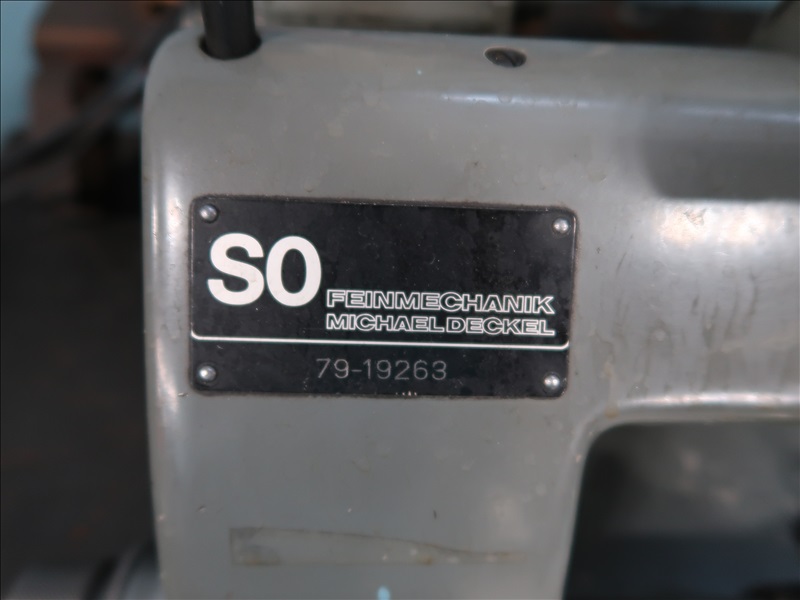 SO
FEINMECHANIK
MICHAEL DECKEL
79-19263